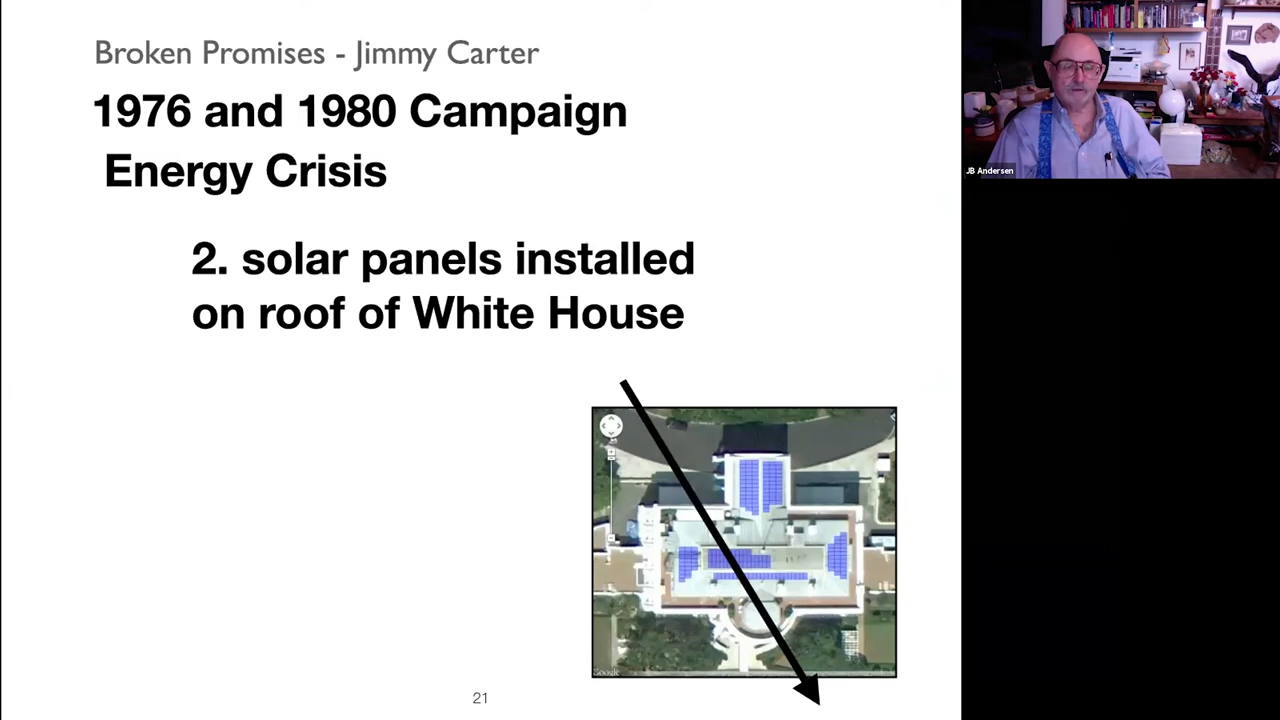 Broken Promises - Jimmy Carter
1976 and 1980 Campaign
Energy Crisis
2. solar panels installed
on roof of White House
Google
21
JB Andersen